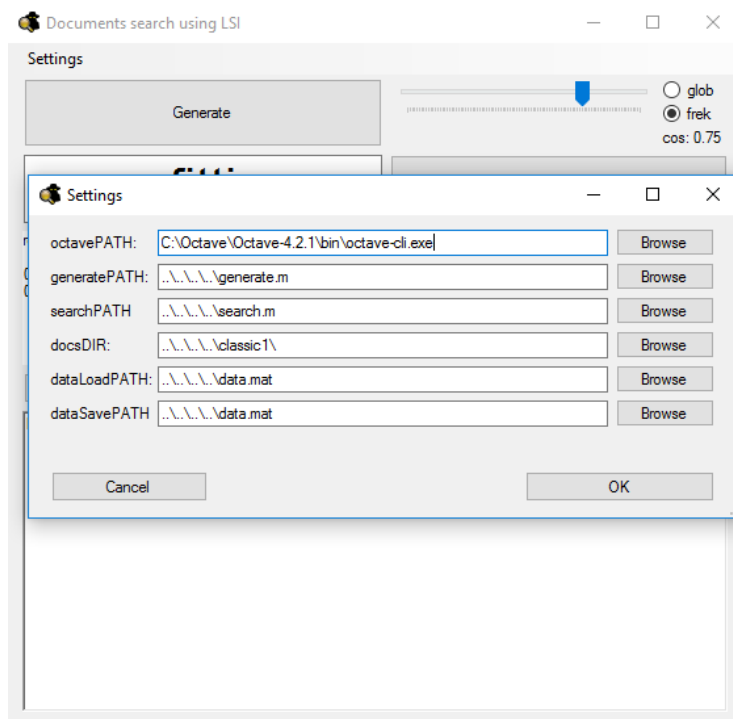 Documents search using LSI
Settings
Generate
glob
frek
cos: 0.75
Settings
octavePATH: C:\Octave\Octave-4.2.1\bin\octave-cli.exe Browse
generatePATH: ..\..\..\..\generate.m Browse
searchPATH ..\..\..\..\search.m Browse
docsDIR: ..\..\..\..\classic1\ Browse
dataLoadPATH: ..\..\..\..\data.mat Browse
dataSavePATH ..\..\..\..\data.mat Browse
Cancel OK